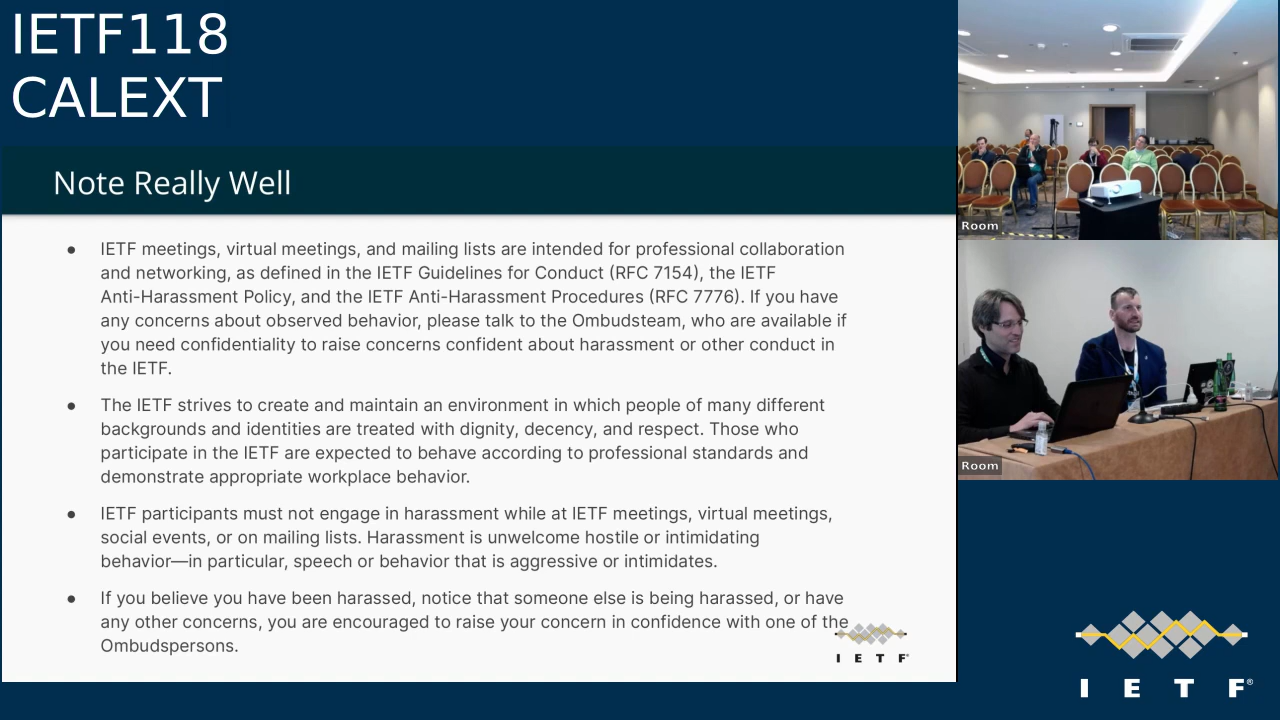 IETF118
CALEXT
Note Really Well
● IETF meetings, virtual meetings, and mailing lists are intended for professional collaboration
and networking, as defined in the IETF Guidelines for Conduct (RFC 7154), the IETF
Anti-Harassment Policy, and the IETF Anti-Harassment Procedures (RFC 7776). If you have
any concerns about observed behavior, please talk to the Ombudsteam, who are available if
you need confidentiality to raise concerns confident about harassment or other conduct in
the IETF.
● The IETF strives to create and maintain an environment in which people of many different
backgrounds and identities are treated with dignity, decency, and respect. Those who
participate in the IETF are expected to behave according to professional standards and
demonstrate appropriate workplace behavior.
● IETF participants must not engage in harassment while at IETF meetings, virtual meetings,
social events, or on mailing lists. Harassment is unwelcome hostile or intimidating
behavior—in particular, speech or behavior that is aggressive or intimidates.
● If you believe you have been harassed, notice that someone else is being harassed, or have
any other concerns, you are encouraged to raise your concern in confidence with one of the
Ombudspersons.
I E T F®
Room
Room
I E T F®